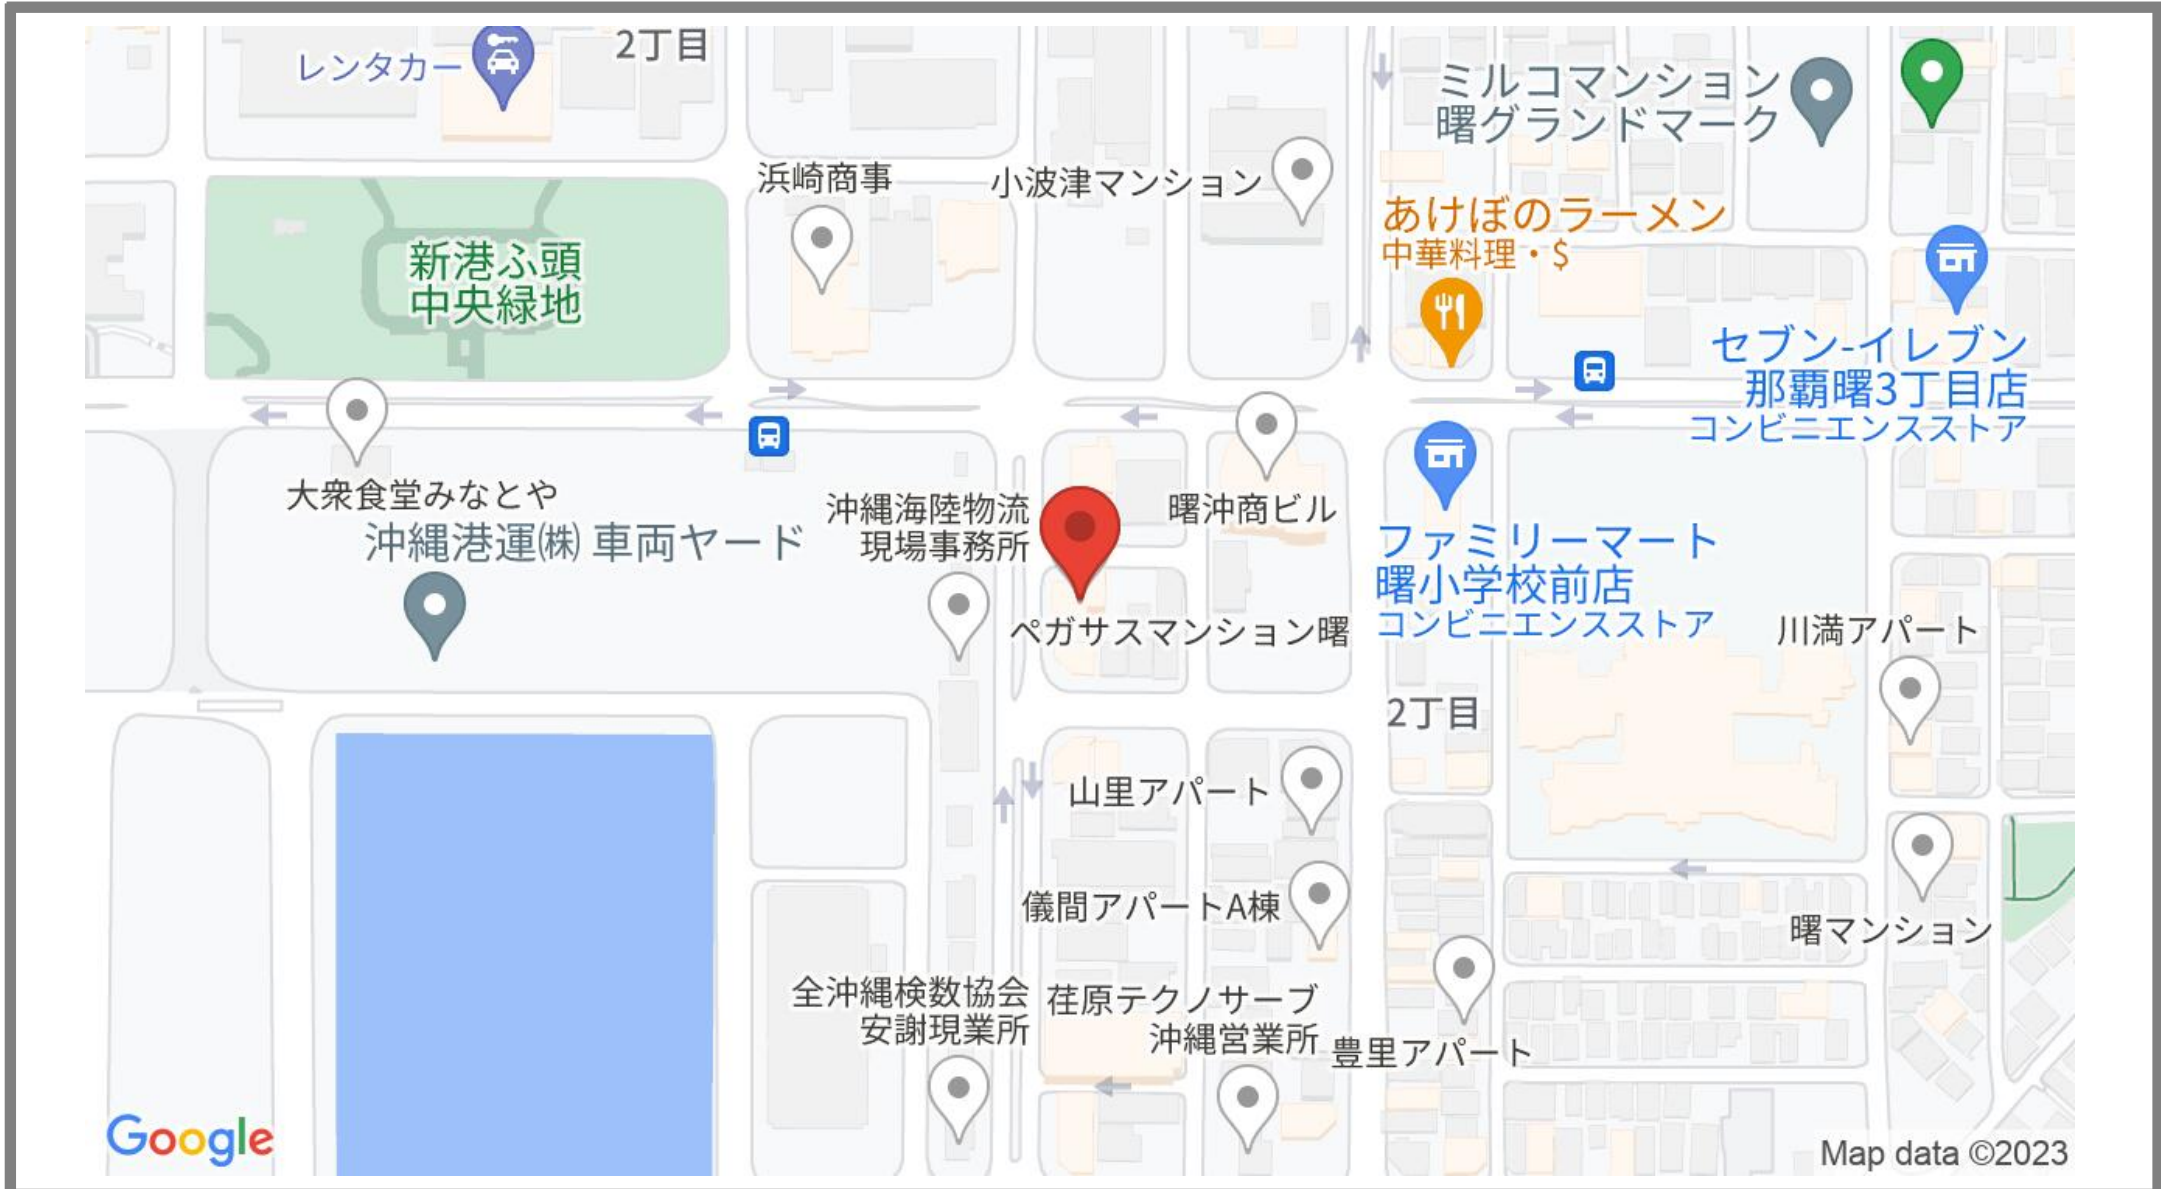 レンタカー
2丁目
ミルコマンション
曙グランドマーク
浜崎商事
小波津マンション
あけぼのラーメン
中華料理・$
新港ふ頭
中央緑地
セブン-イレブン
那覇曙3丁目店
コンビニエンスストア
大衆食堂みなとや
沖縄港運㈱ 車両ヤード
沖縄海陸物流
現場事務所
曙沖商ビル
ファミリーマート
曙小学校前店
コンビニエンスストア
ペガサスマンション曙
川満アパート
2丁目
山里アパート
儀間アパートA棟
曙マンション
全沖縄検数協会
安謝現業所
荏原テクノサーブ
沖縄営業所
豊里アパート
Google
Map data ©2023